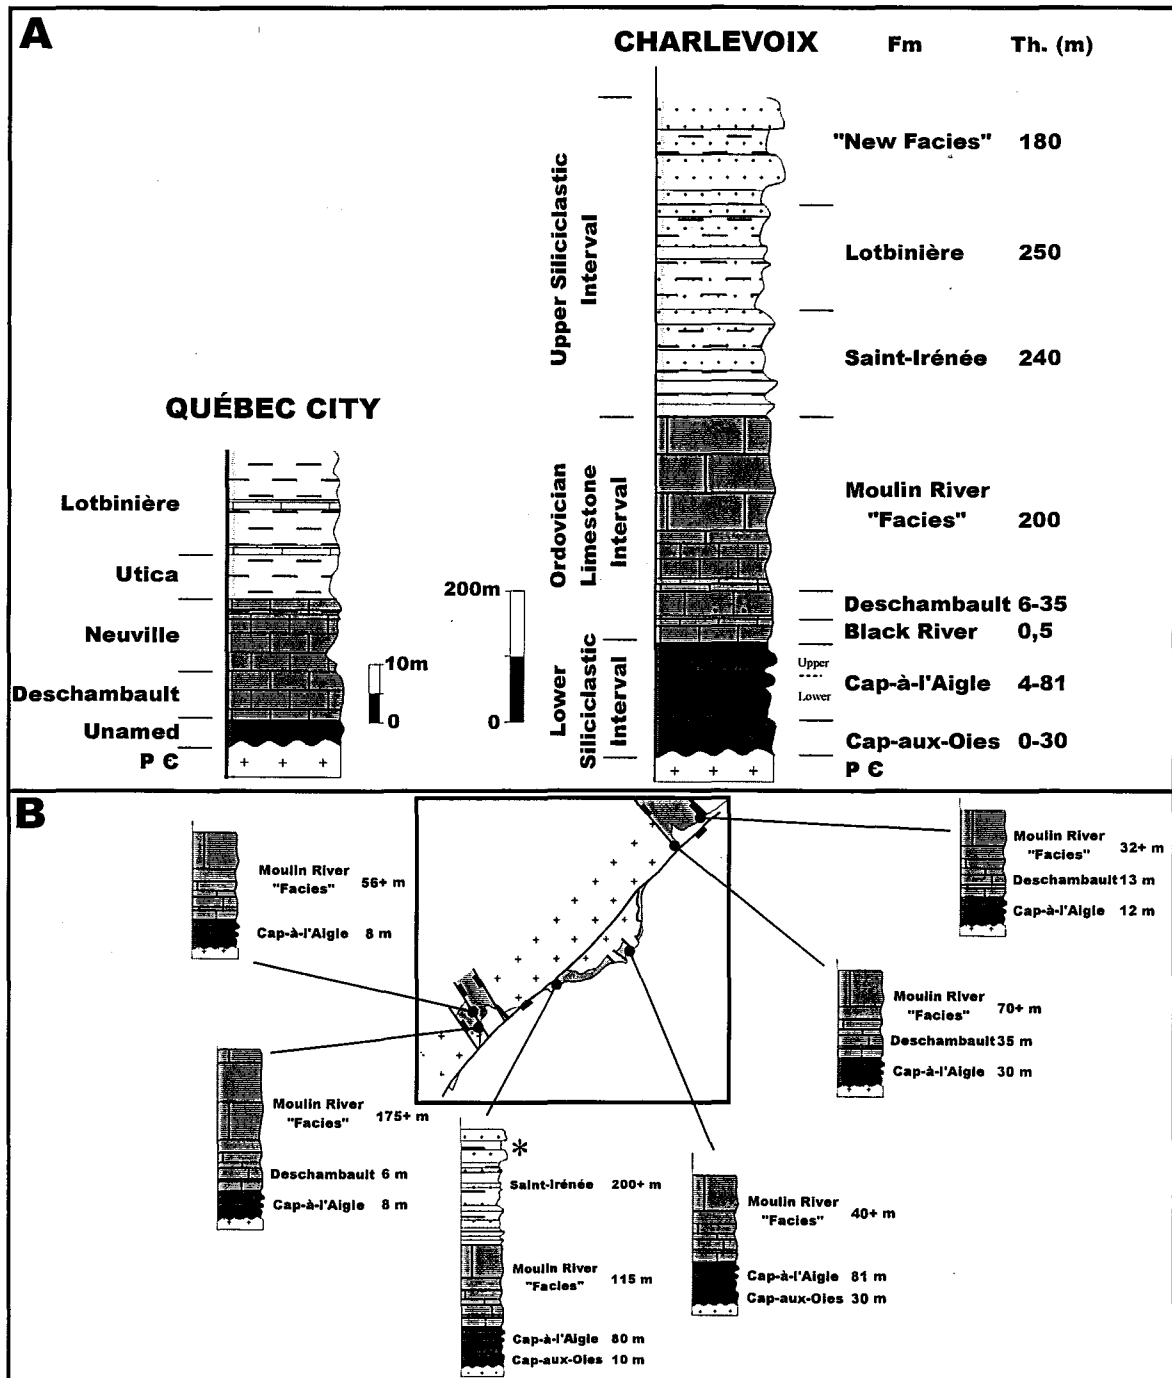 A
CHARLEVOIX
Fm
Th. (m)
"New Facies" 180
Lotbinière 250
Saint-Irénée 240
Moulin River
"Facies" 200
Deschambault 6-35
Black River 0,5
Upper
Lower
Cap-à-l'Aigle 4-81
Cap-aux-Oies 0-30
P Є
Upper Siliciclastic
Interval
Ordovician
Limestone
Interval
Lower
Siliciclastic
Interval
200m
0
QUÉBEC CITY
Lotbinière
Utica
Neuville
Deschambault
Unamed
P Є
10m
0
B
Moulin River
"Facies" 56+ m
Cap-à-l'Aigle 8 m
Moulin River
"Facies" 175+ m
Deschambault 6 m
Cap-à-l'Aigle 8 m
*
Saint-Irénée 200+ m
Moulin River
"Facies" 115 m
Cap-à-l'Aigle 80 m
Cap-aux-Oies 10 m
Moulin River
"Facies" 40+ m
Cap-à-l'Aigle 81 m
Cap-aux-Oies 30 m
Moulin River
"Facies" 70+ m
Deschambault 35 m
Cap-à-l'Aigle 30 m
Moulin River
"Facies" 32+ m
Deschambault 13 m
Cap-à-l'Aigle 12 m